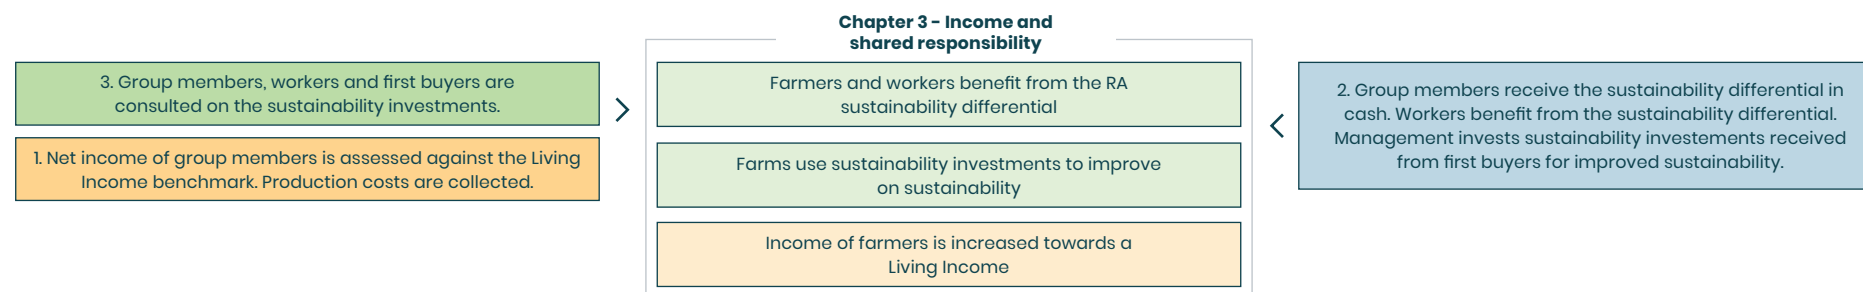 Chapter 3 - Income and
shared responsibility
3. Group members, workers and first buyers are
consulted on the sustainability investments.
1. Net income of group members is assessed against the Living
Income benchmark. Production costs are collected.
Farmers and workers benefit from the RA
sustainability differential
Farms use sustainability investments to improve
on sustainability
Income of farmers is increased towards a
Living Income
2. Group members receive the sustainability differential in
cash. Workers benefit from the sustainability differential.
Management invests sustainability investements received
from first buyers for improved sustainability.